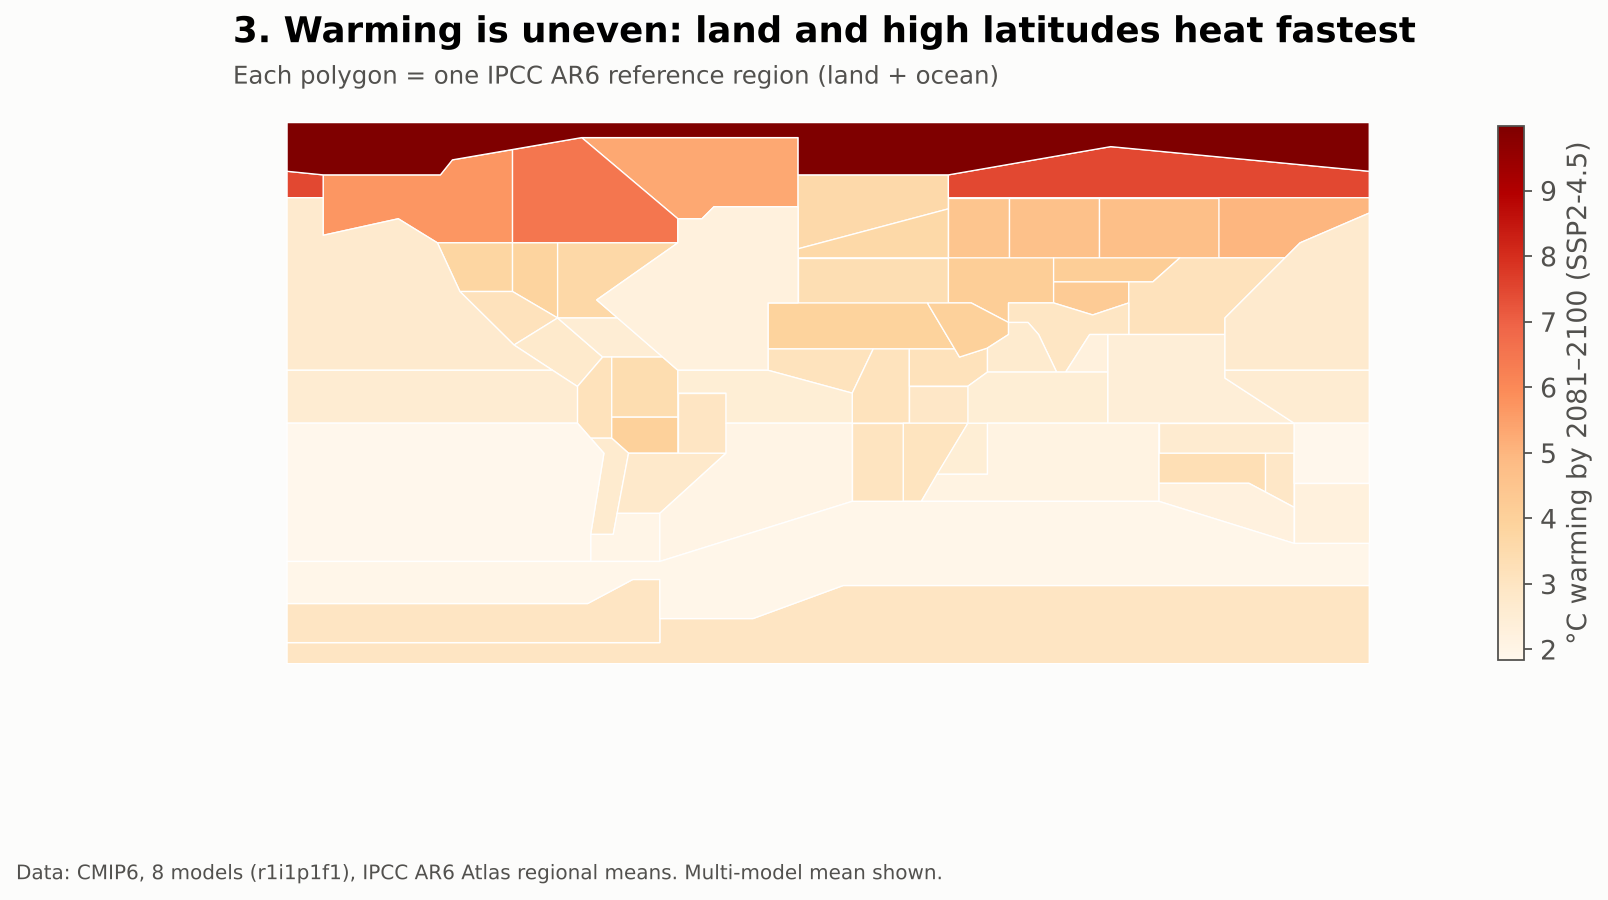 3. Warming is uneven: land and high latitudes heat fastest
Each polygon = one IPCC AR6 reference region (land + ocean)
9
8
7
6
5
4
3
2
°C warming by 2081–2100 (SSP2-4.5)
Data: CMIP6, 8 models (r1i1p1f1), IPCC AR6 Atlas regional means. Multi-model mean shown.